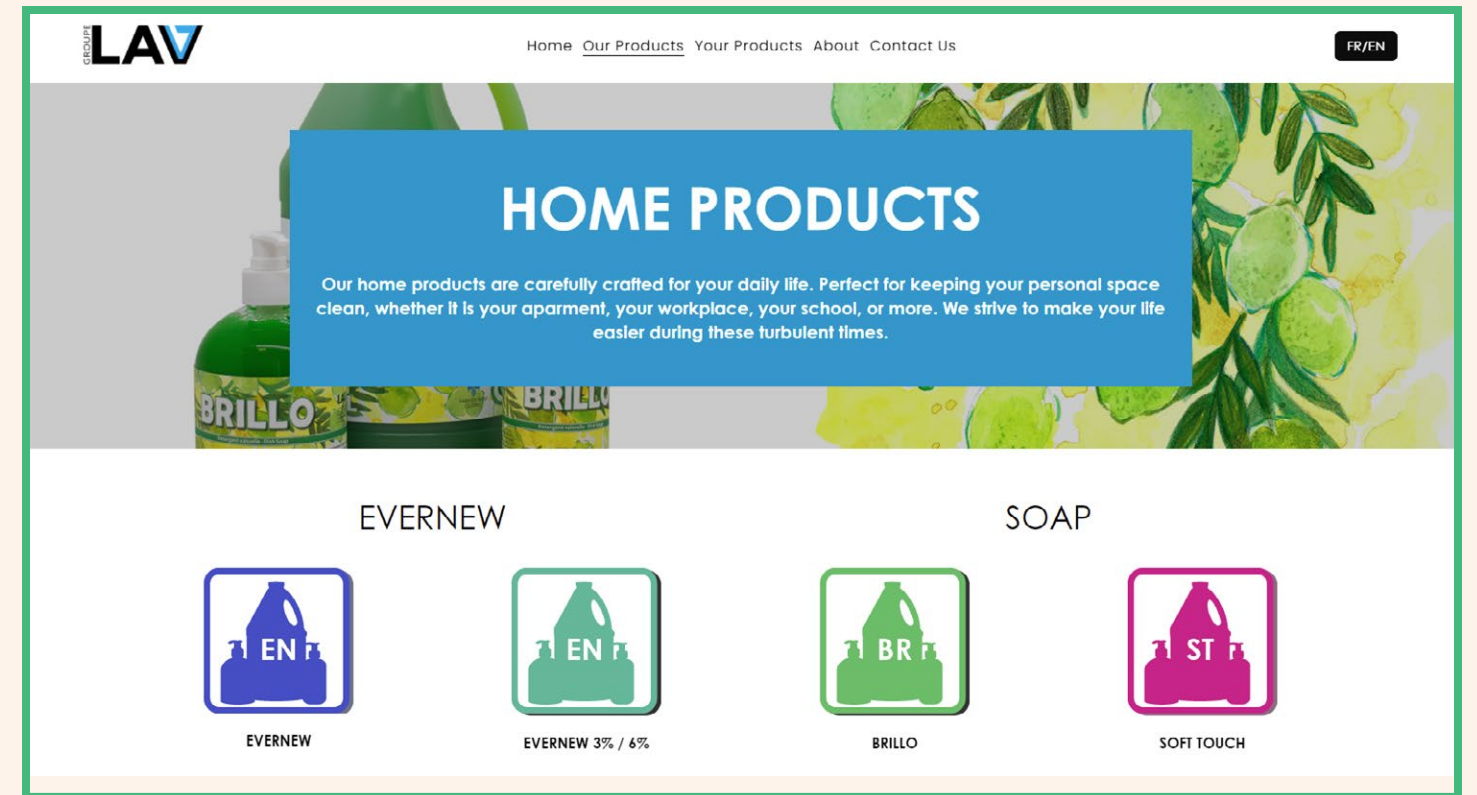 GROUPE LAV
Home Our Products Your Products About Contact Us
FR/EN
HOME PRODUCTS
Our home products are carefully crafted for your daily life. Perfect for keeping your personal space
clean, whether it is your aparment, your workplace, your school, or more. We strive to make your life
easier during these turbulent times.
BRILLO
BRILLO
EVERNEW
SOAP
EN
EN
BR
ST
EVERNEW
EVERNEW 3% / 6%
BRILLO
SOFT TOUCH